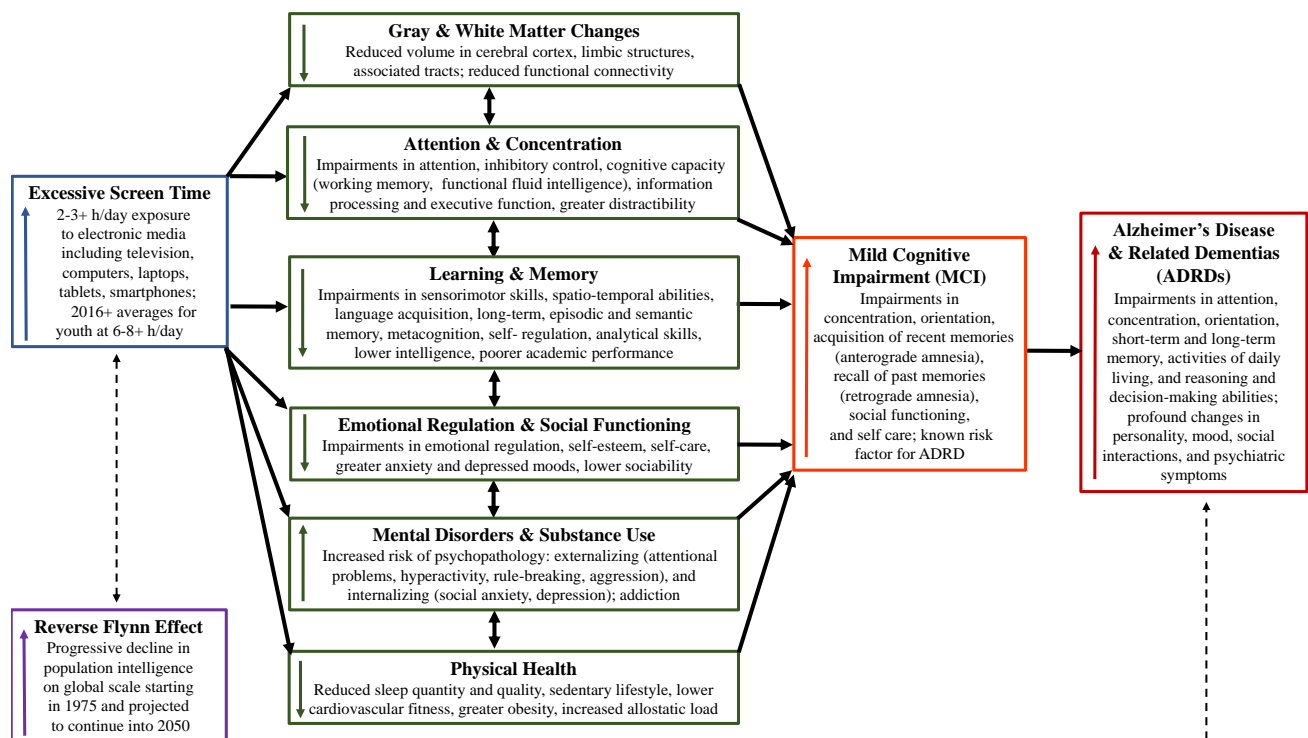 Gray & White Matter Changes
Reduced volume in cerebral cortex, limbic structures,
associated tracts; reduced functional connectivity
Attention & Concentration
Impairments in attention, inhibitory control, cognitive capacity
(working memory, functional fluid intelligence), information
processing and executive function, greater distractibility
Excessive Screen Time
2-3+ h/day exposure
to electronic media
including television,
computers, laptops,
tablets, smartphones;
2016+ averages for
youth at 6-8+ h/day
Learning & Memory
Impairments in sensorimotor skills, spatio-temporal abilities,
language acquisition, long-term, episodic and semantic
memory, metacognition, self- regulation, analytical skills,
lower intelligence, poorer academic performance
Emotional Regulation & Social Functioning
Impairments in emotional regulation, self-esteem, self-care,
greater anxiety and depressed moods, lower sociability
Mental Disorders & Substance Use
Increased risk of psychopathology: externalizing (attentional
problems, hyperactivity, rule-breaking, aggression), and
internalizing (social anxiety, depression); addiction
Physical Health
Reduced sleep quantity and quality, sedentary lifestyle, lower
cardiovascular fitness, greater obesity, increased allostatic load
Reverse Flynn Effect
Progressive decline in
population intelligence
on global scale starting
in 1975 and projected
to continue into 2050
Mild Cognitive
Impairment (MCI)
Impairments in
concentration, orientation,
acquisition of recent memories
(anterograde amnesia),
recall of past memories
(retrograde amnesia),
social functioning,
and self care; known risk
factor for ADRD
Alzheimer's Disease
& Related Dementias
(ADRDs)
Impairments in attention,
concentration, orientation,
short-term and long-term
memory, activities of daily
living, and reasoning and
decision-making abilities;
profound changes in
personality, mood, social
interactions, and psychiatric
symptoms